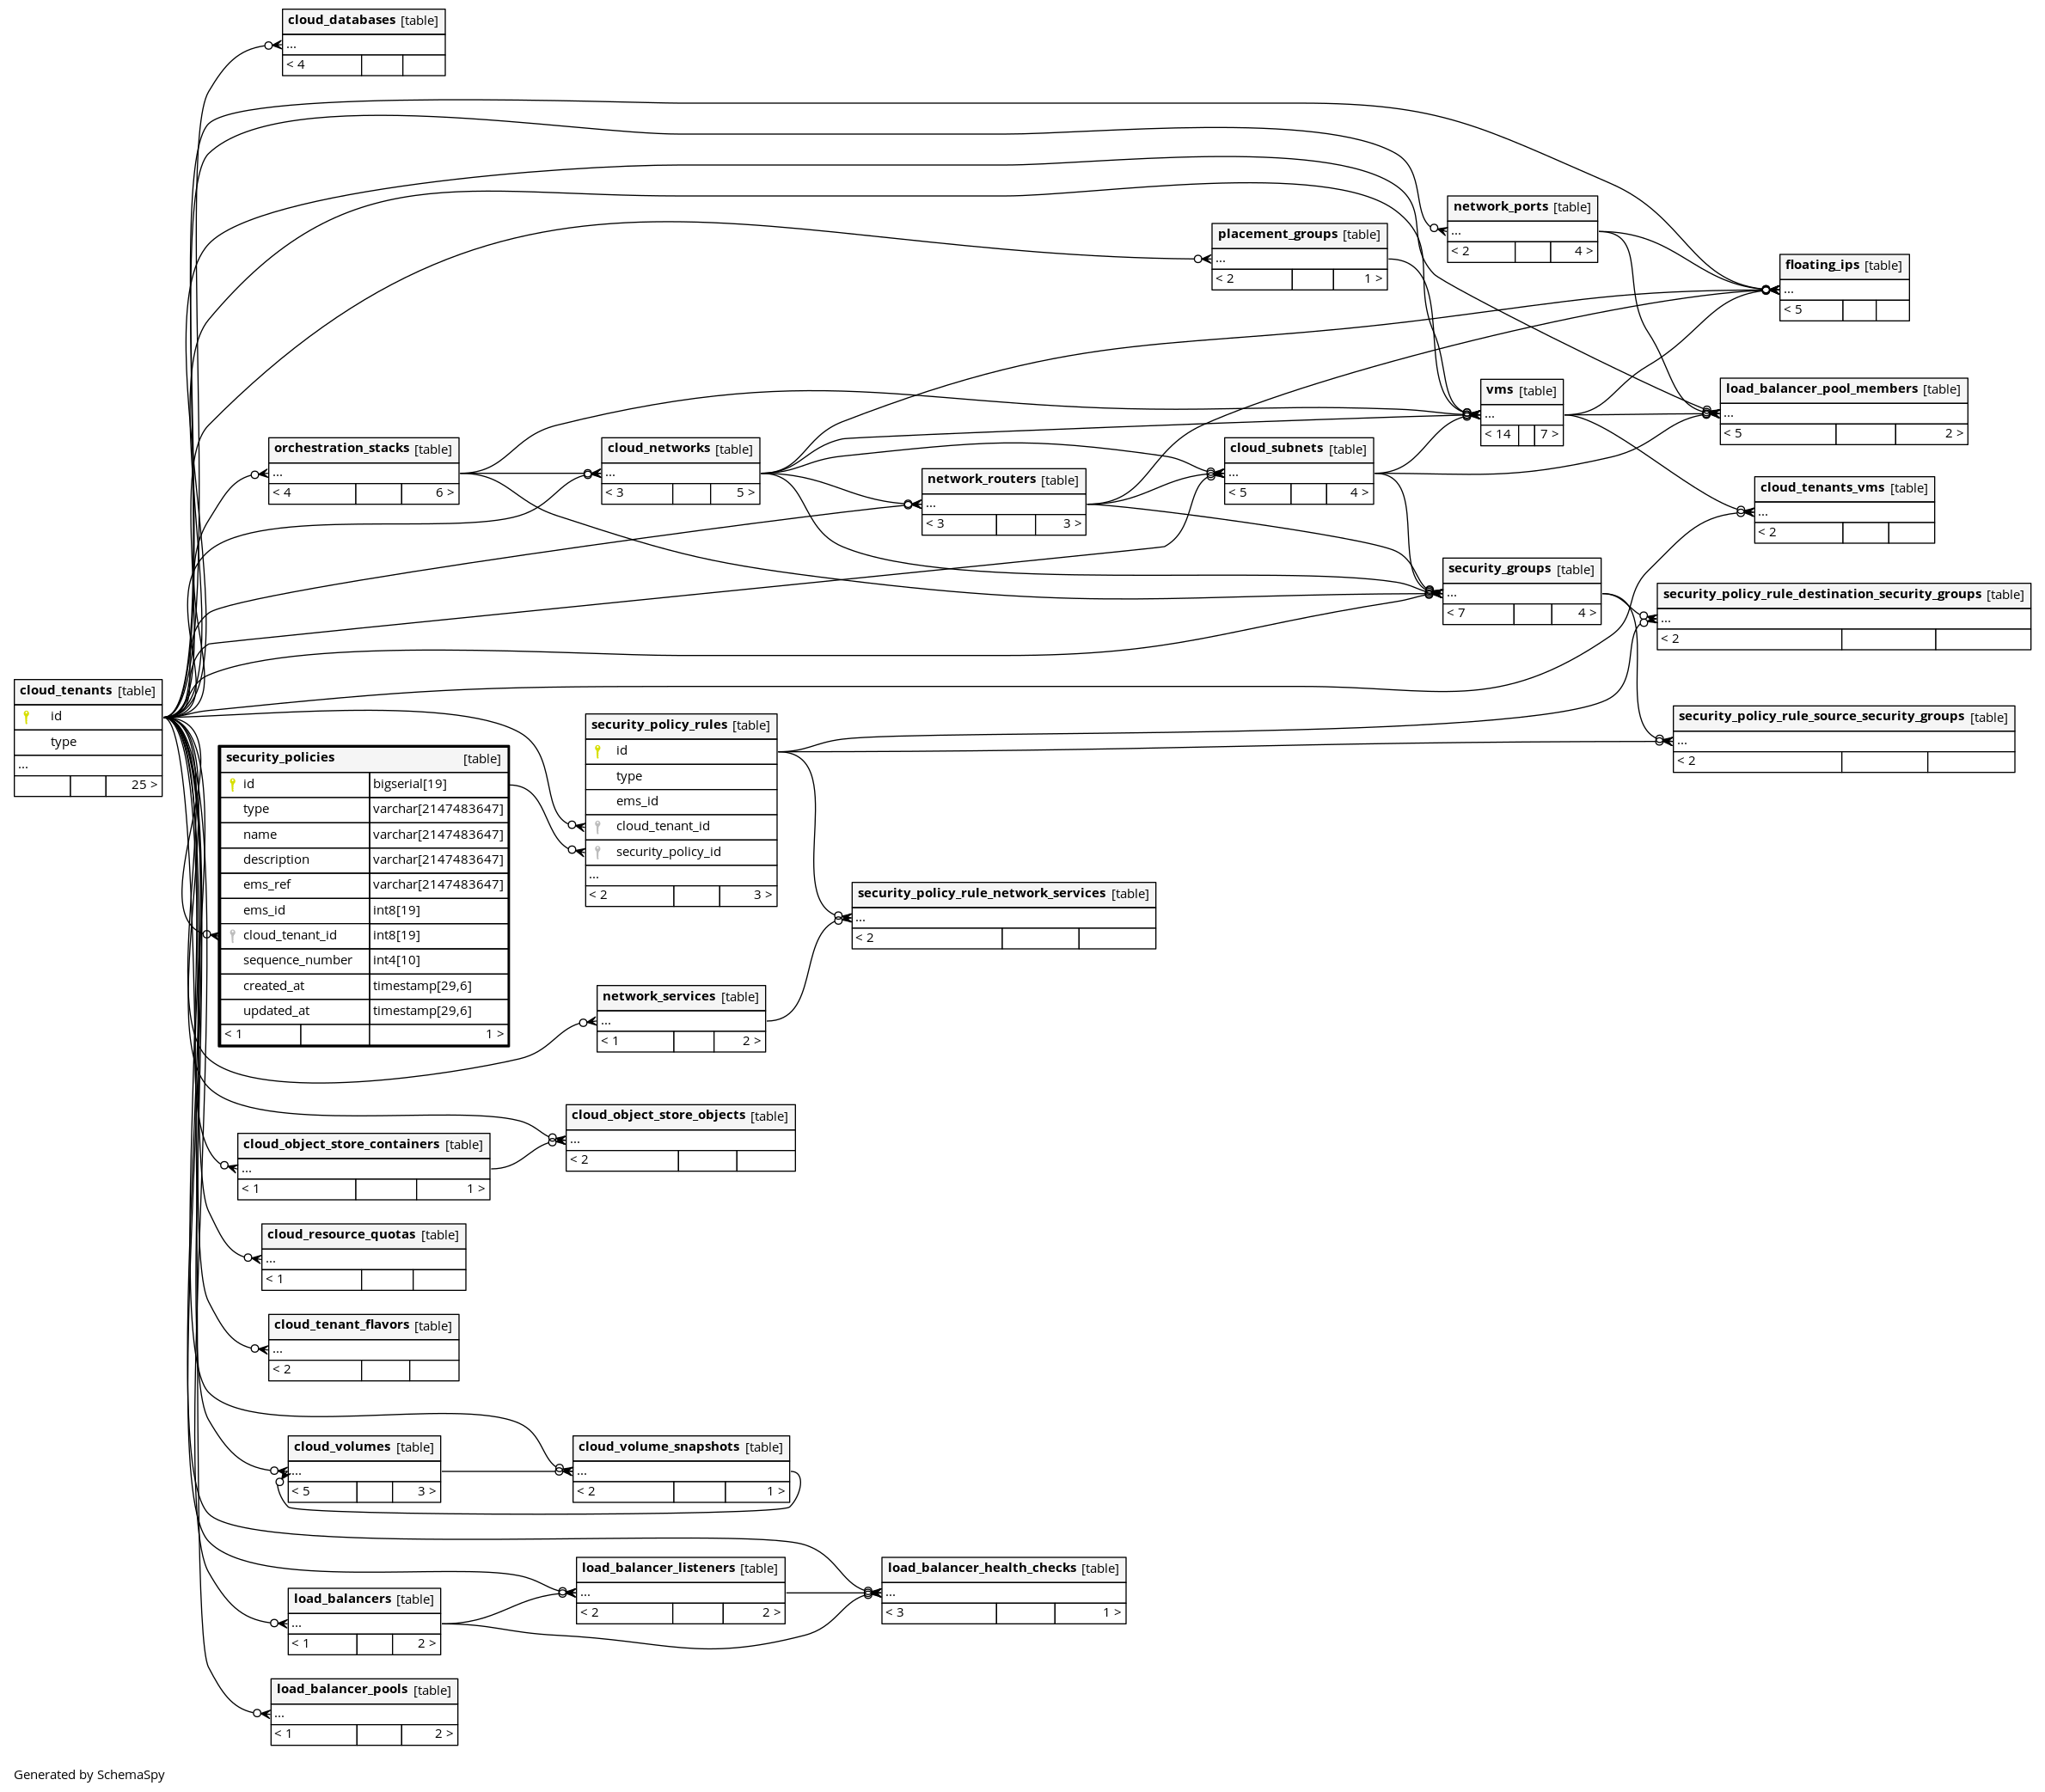 cloud_databases [table]
...
< 4
network_ports [table]
...
< 2 4 >
placement_groups [table]
...
< 2 1 >
floating_ips [table]
...
< 5
vms [table]
...
< 14 7 >
load_balancer_pool_members [table]
...
< 5 2 >
orchestration_stacks [table]
...
< 4 6 >
cloud_networks [table]
...
< 3 5 >
network_routers [table]
...
< 3 3 >
cloud_subnets [table]
...
< 5 4 >
cloud_tenants_vms [table]
...
< 2
security_groups [table]
...
< 7 4 >
security_policy_rule_destination_security_groups [table]
...
< 2
cloud_tenants [table]
id
type
...
25 >
security_policies [table]
id bigserial[19]
type varchar[2147483647]
name varchar[2147483647]
description varchar[2147483647]
ems_ref varchar[2147483647]
ems_id int8[19]
cloud_tenant_id int8[19]
sequence_number int4[10]
created_at timestamp[29,6]
updated_at timestamp[29,6]
< 1 1 >
security_policy_rules [table]
id
type
ems_id
cloud_tenant_id
security_policy_id
...
< 2 3 >
security_policy_rule_source_security_groups [table]
...
< 2
security_policy_rule_network_services [table]
...
< 2
network_services [table]
...
< 1 2 >
cloud_object_store_objects [table]
...
< 2
cloud_object_store_containers [table]
...
< 1 1 >
cloud_resource_quotas [table]
...
< 1
cloud_tenant_flavors [table]
...
< 2
cloud_volumes [table]
...
< 5 3 >
cloud_volume_snapshots [table]
...
< 2 1 >
load_balancer_listeners [table]
...
< 2 2 >
load_balancer_health_checks [table]
...
< 3 1 >
load_balancers [table]
...
< 1 2 >
load_balancer_pools [table]
...
< 1 2 >
Generated by SchemaSpy